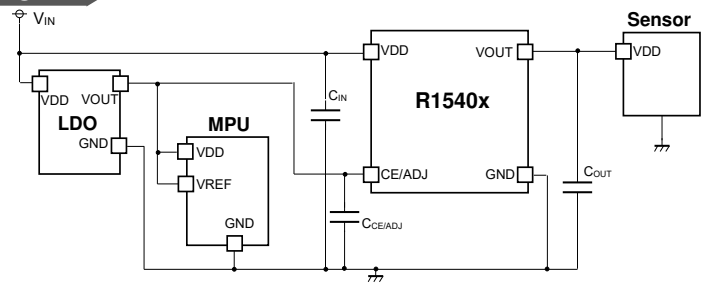 VIN
Sensor
VDD
VOUT
VDD
R1540x
CIN
VDD
VOUT
LDO
GND
MPU
VDD
VREF
GND
CE/ADJ
GND
COUT
CCE/ADJ